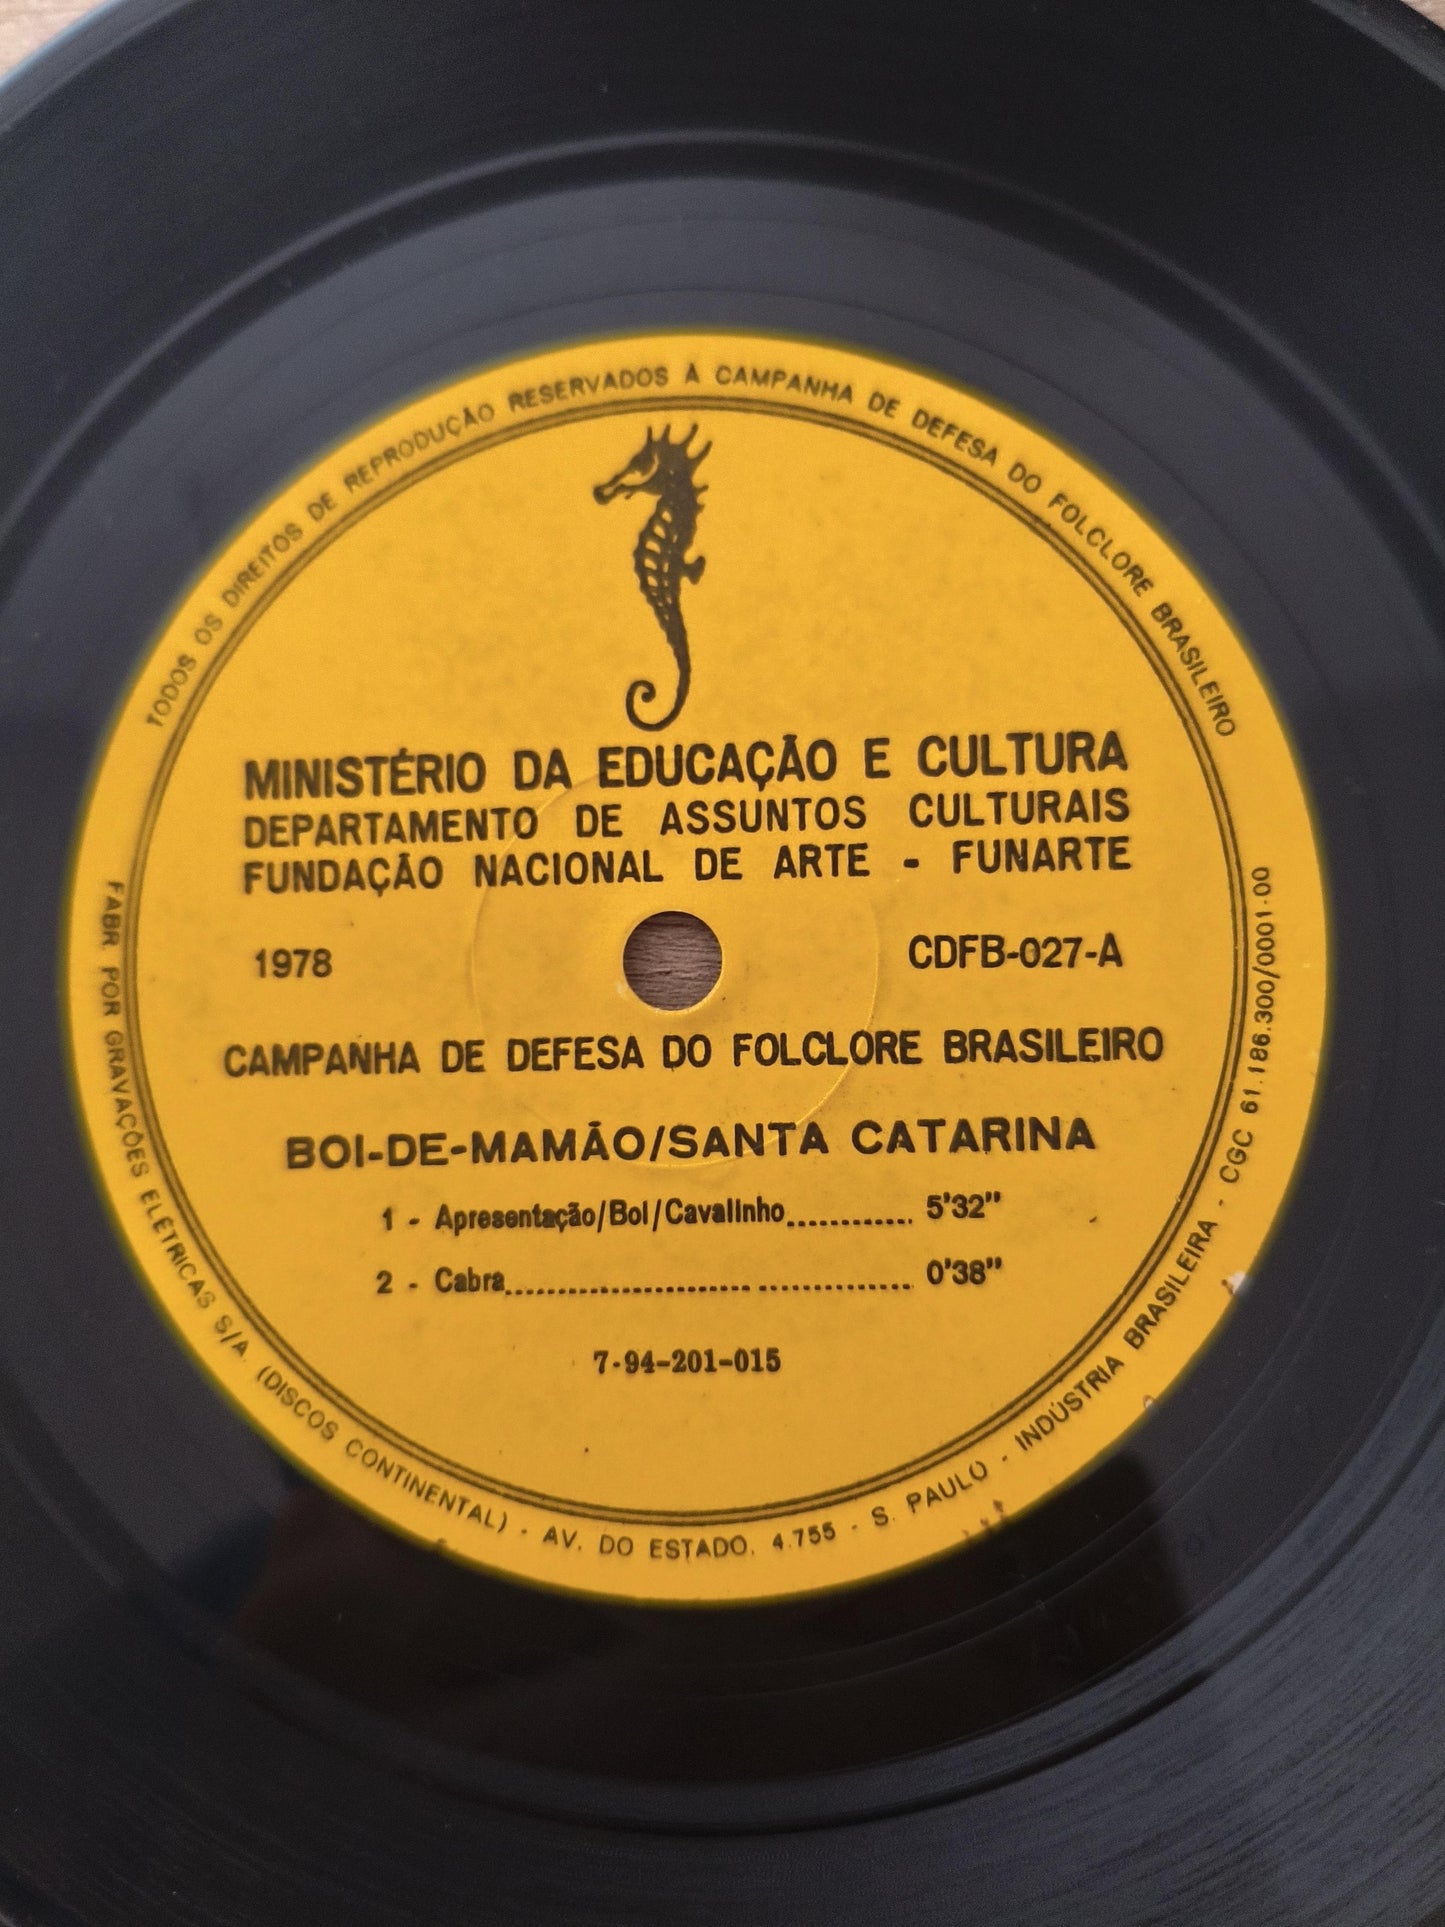 TODOS OS DIREITOS DE REPRODUÇÃO RESERVADOS À CAMPANHA DE DEFESA DO FOLCLORE BRASILEIRO
MINISTÉRIO DA EDUCAÇÃO E CULTURA
DEPARTAMENTO DE ASSUNTOS CULTURAIS
FUNDAÇÃO NACIONAL DE ARTE - FUNARTE
1978 CDFB-027-A
CAMPANHA DE DEFESA DO FOLCLORE BRASILEIRO
BOI-DE-MAMÃO/SANTA CATARINA
1 - Apresentação/Boi/Cavalinho............ 5'32"
2 - Cabra................................... 0'38"
7-94-201-015
FABR. POR GRAVAÇÕES ELÉTRICAS S/A. (DISCOS CONTINENTAL) - AV. DO ESTADO, 4.755 - S. PAULO - INDÚSTRIA BRASILEIRA - CGC 61.186.300/0001-00